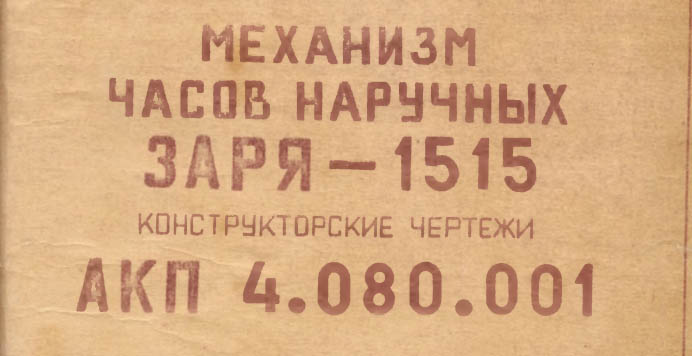 МЕХАНИЗМ
ЧАСОВ НАРУЧНЫХ
ЗАРЯ — 1515
КОНСТРУКТОРСКИЕ ЧЕРТЕЖИ
АКП 4.080.001